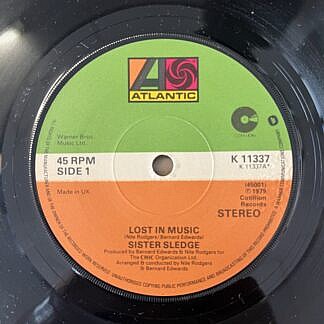 ATLANTIC
Warner Bros.
Music Ltd.
45 RPM
SIDE 1
K 11337
K 11337A
Made in UK
(45001)
℗ 1979
Cotillion
Records
STEREO
LOST IN MUSIC
(Nile Rodgers/Bernard Edwards)
SISTER SLEDGE
Produced by Bernard Edwards & Nile Rodgers for
The CHIC Organization Ltd.
Arranged & conducted by Nile Rodgers
& Bernard Edwards